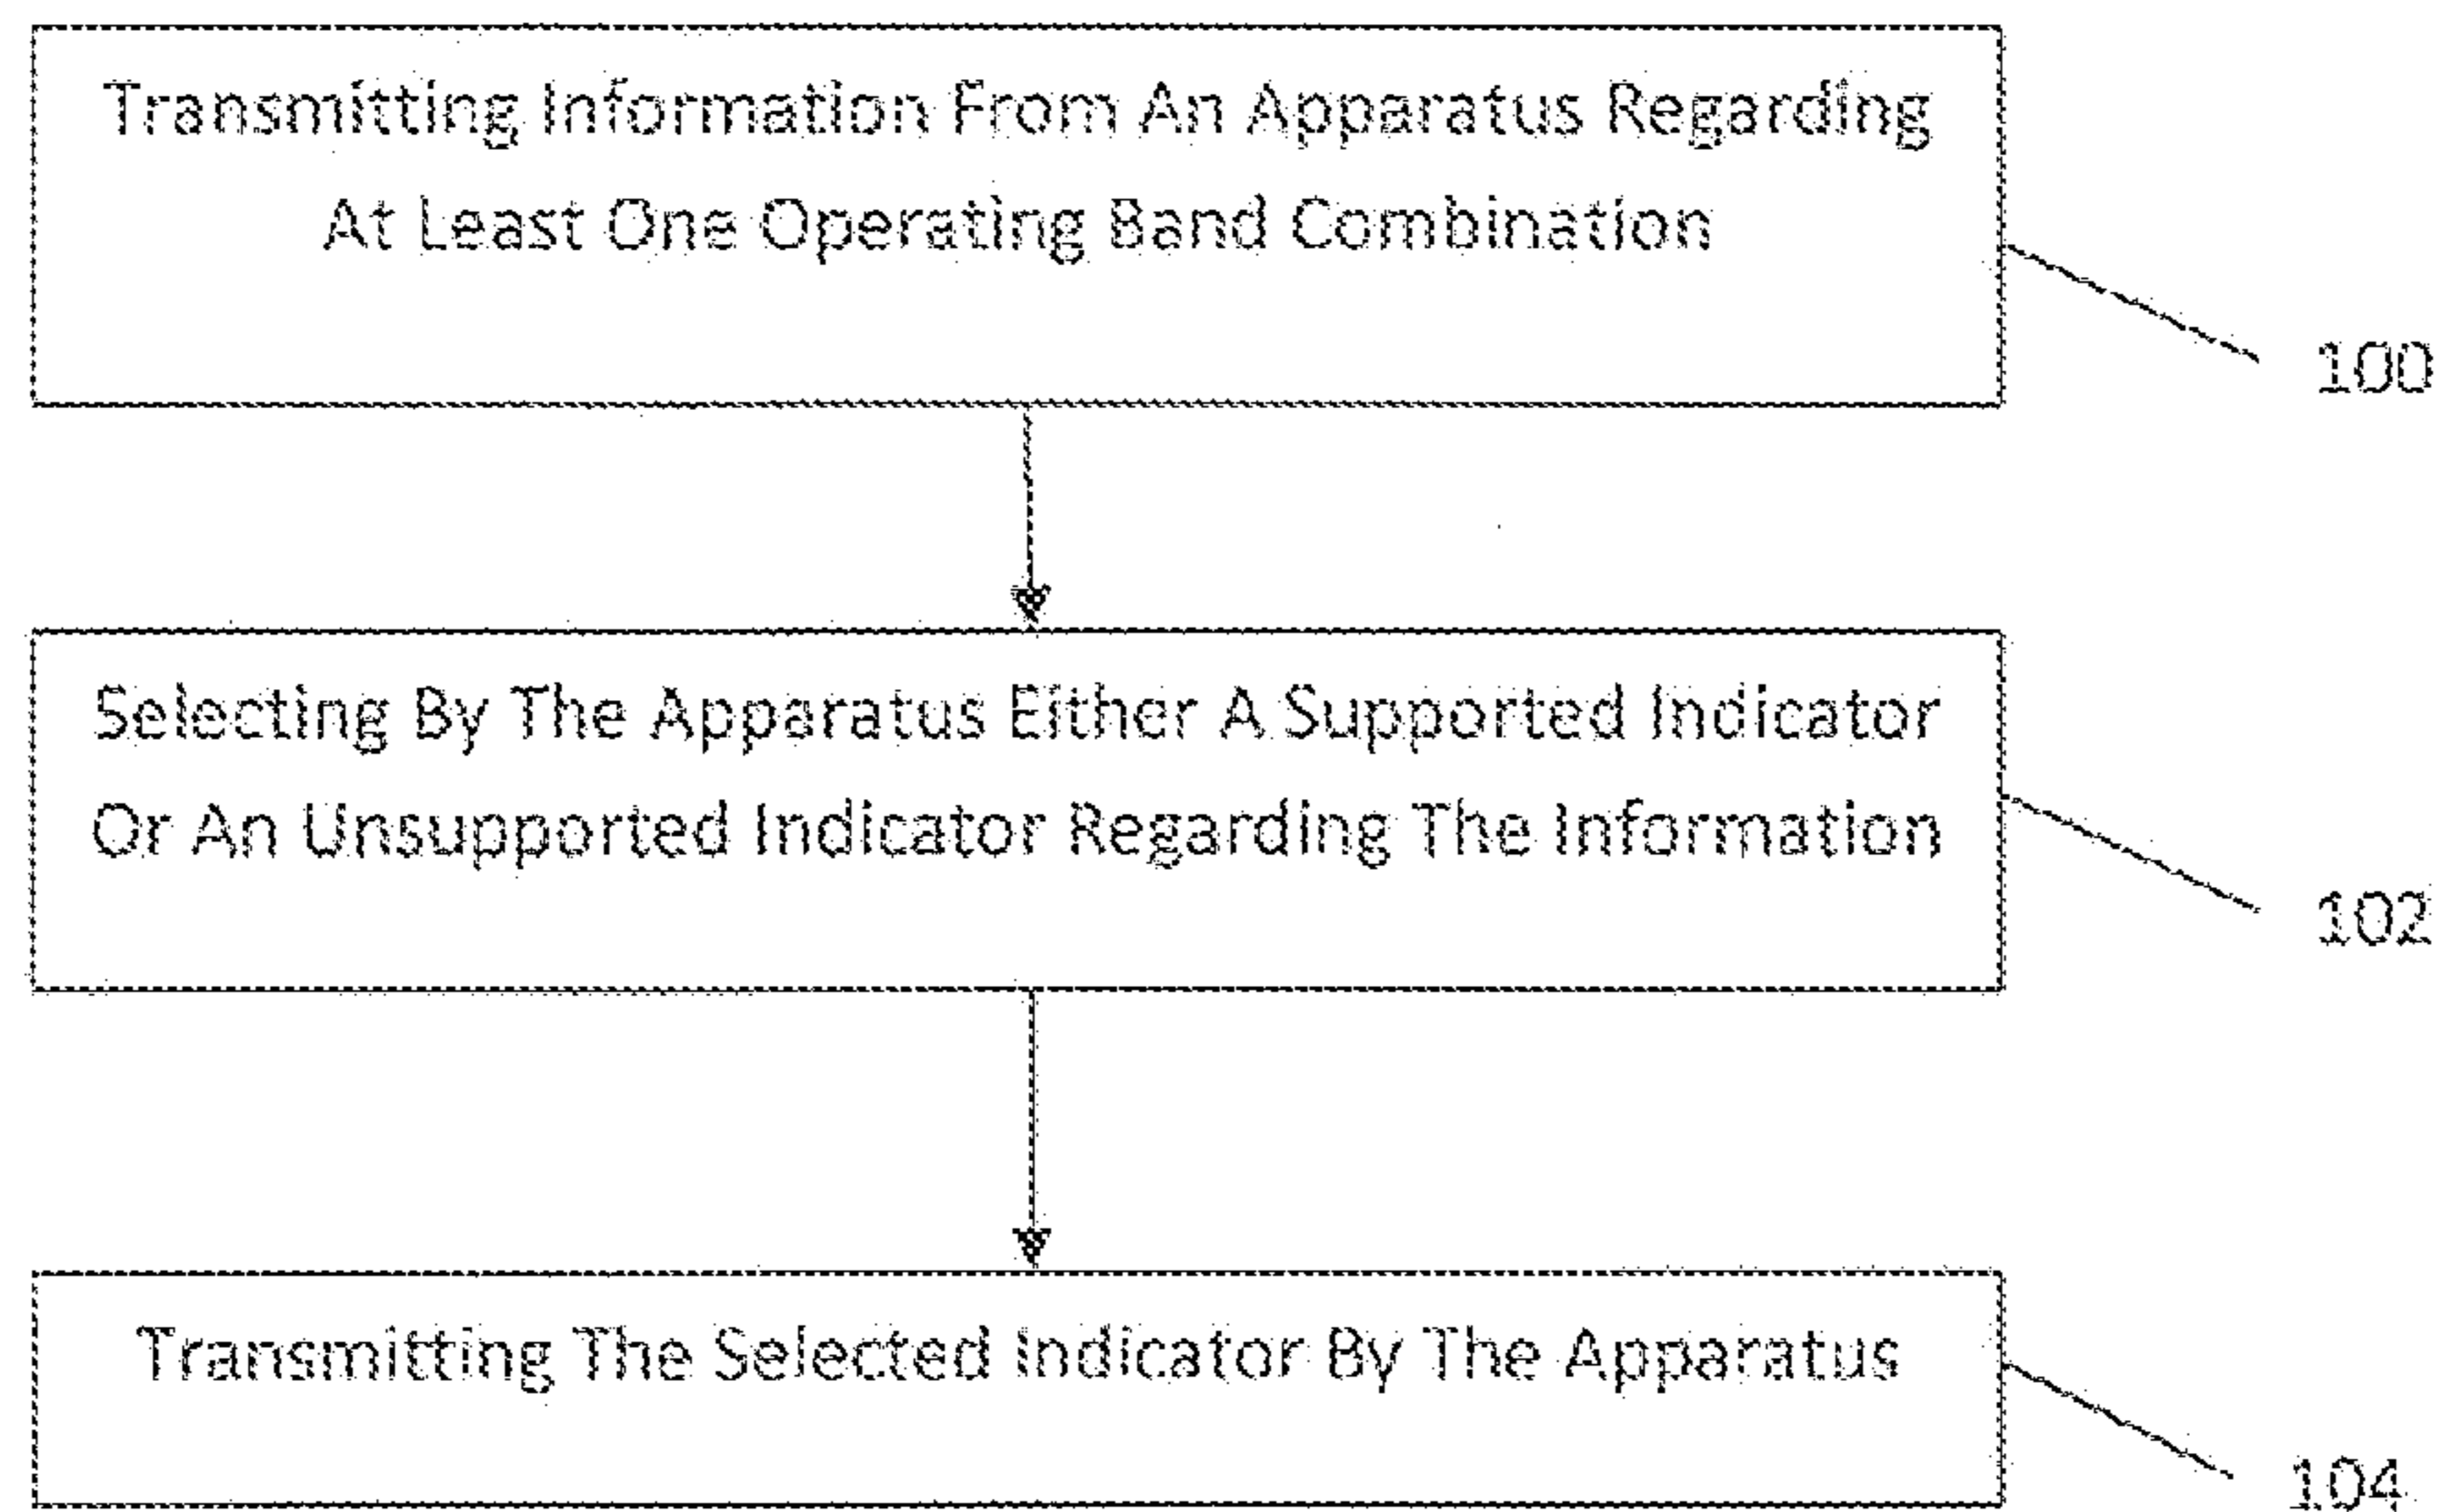 Transmitting Information From An Apparatus Regarding
At Least One Operating Band Combination
100
Selecting By The Apparatus Either A Supported Indicator
Or An Unsupported Indicator Regarding The Information
102
Transmitting The Selected Indicator By The Apparatus
104